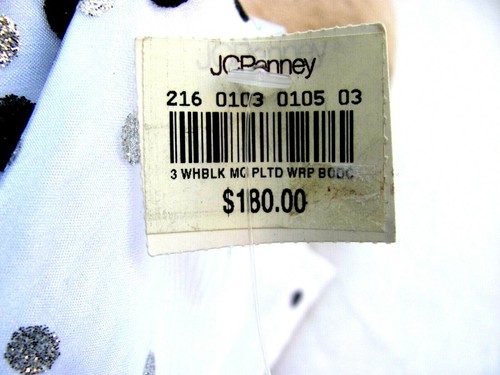 JCPenney
216 0103 0105 03
3 WHBLK MC PLTD WRP BODC
$180.00